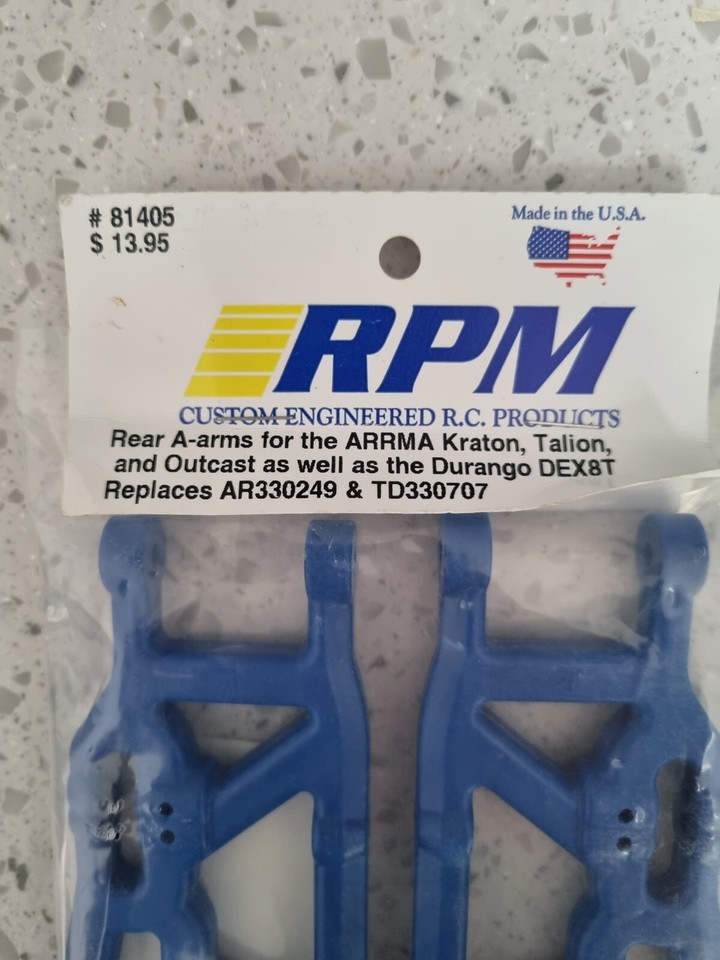 # 81405
$ 13.95
Made in the U.S.A.
RPM
CUSTOM ENGINEERED R.C. PRODUCTS
Rear A-arms for the ARRMA Kraton, Talion,
and Outcast as well as the Durango DEX8T
Replaces AR330249 & TD330707